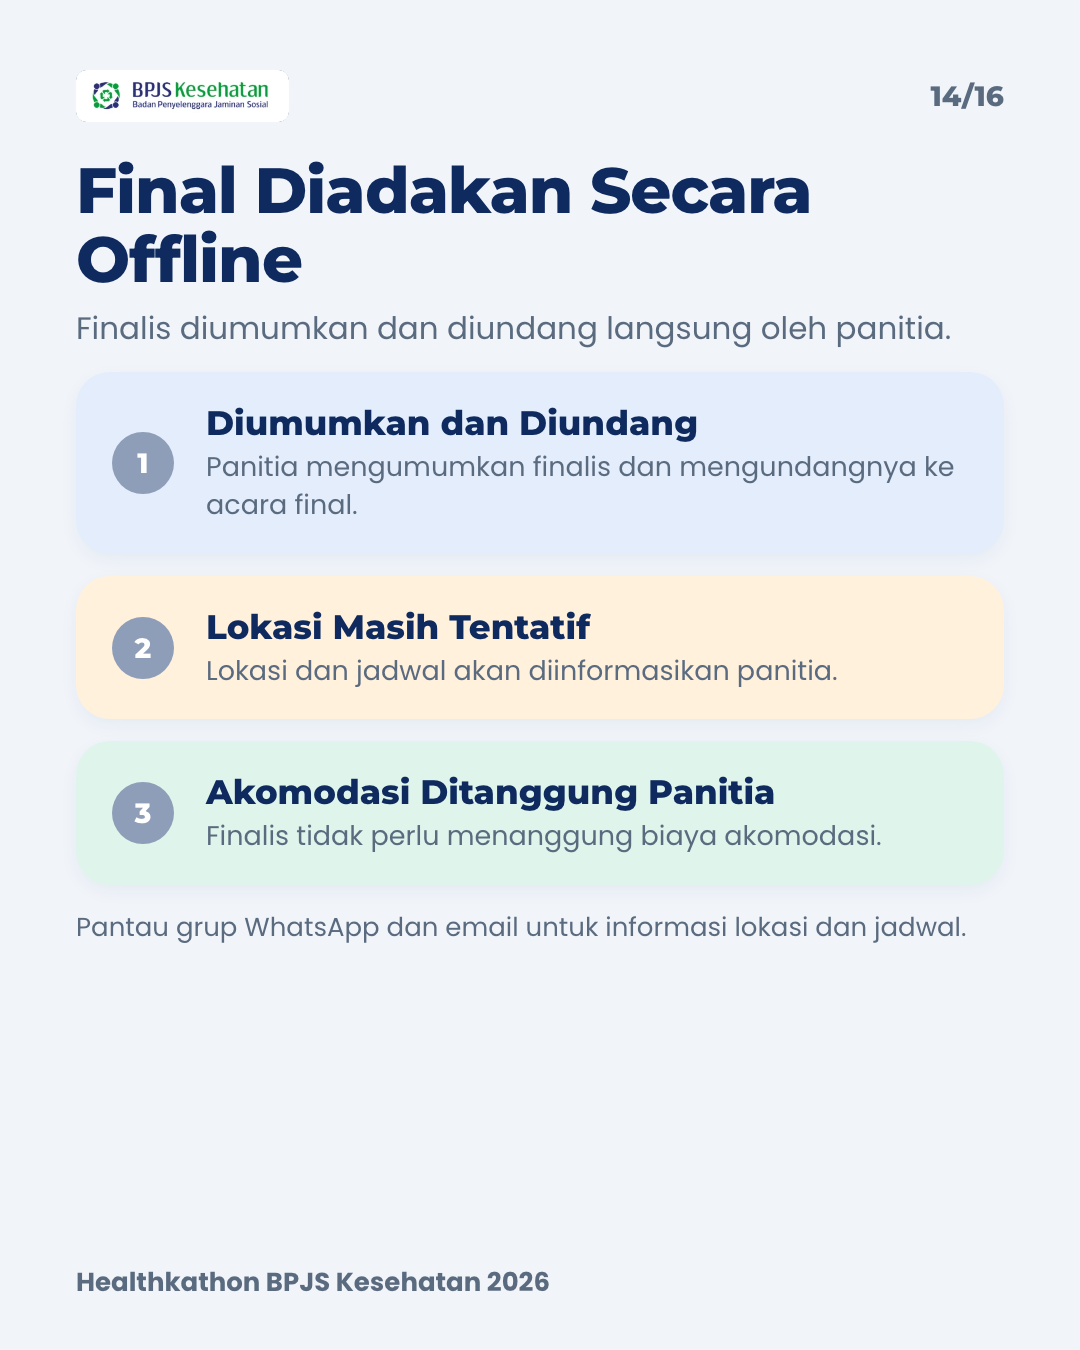 BPJS Kesehatan
Badan Penyelenggara Jaminan Sosial
14/16
Final Diadakan Secara
Offline
Finalis diumumkan dan diundang langsung oleh panitia.
1
Diumumkan dan Diundang
Panitia mengumumkan finalis dan mengundangnya ke
acara final.
2
Lokasi Masih Tentatif
Lokasi dan jadwal akan diinformasikan panitia.
3
Akomodasi Ditanggung Panitia
Finalis tidak perlu menanggung biaya akomodasi.
Pantau grup WhatsApp dan email untuk informasi lokasi dan jadwal.
Healthkathon BPJS Kesehatan 2026